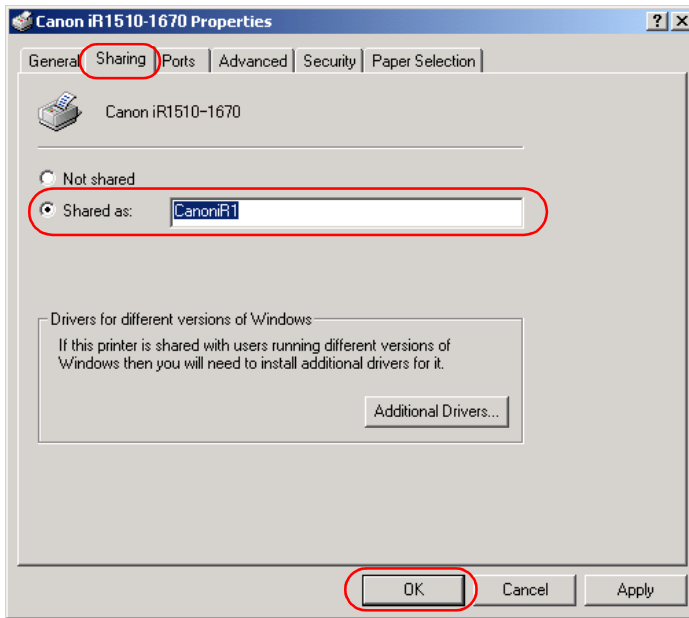 Canon iR1510-1670 Properties
General Sharing Ports Advanced Security Paper Selection
Canon iR1510-1670
Not shared
Shared as: CanoniR1
Drivers for different versions of Windows
If this printer is shared with users running different versions of
Windows then you will need to install additional drivers for it.
Additional Drivers...
OK Cancel Apply